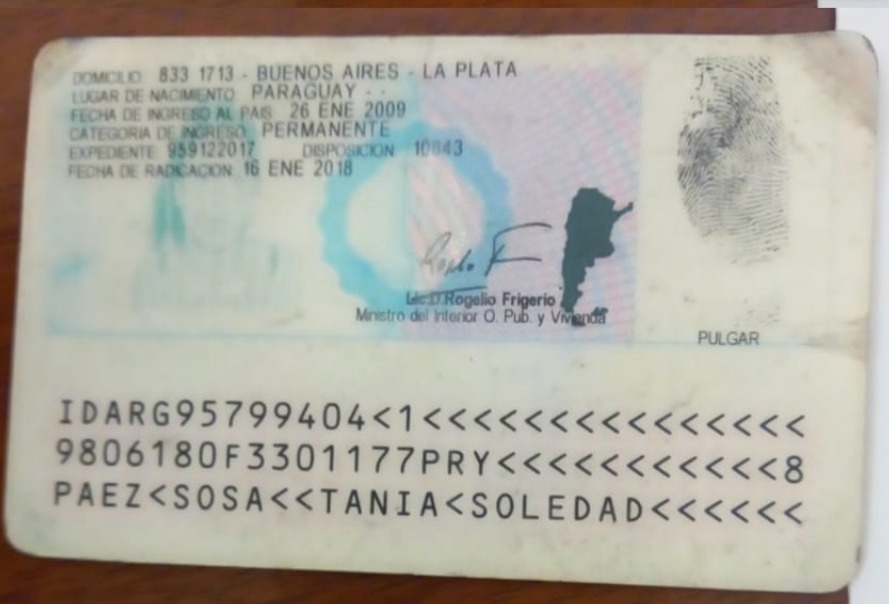 DOMICILIO: 833 1713 - BUENOS AIRES - LA PLATA
LUGAR DE NACIMIENTO: PARAGUAY - -
FECHA DE INGRESO AL PAIS: 26 ENE 2009
CATEGORIA DE INGRESO: PERMANENTE
EXPEDIENTE: 959122017 DISPOSICION: 10843
FECHA DE RADICACION: 16 ENE 2018
Lic.D.Rogelio Frigerio
Ministro del Interior O. Pub. y Vivienda
PULGAR
IDARG95799404<1<<<<<<<<<<<<<<<
9806180F3301177PRY<<<<<<<<<<<8
PAEZ<SOSA<<TANIA<SOLEDAD<<<<<<